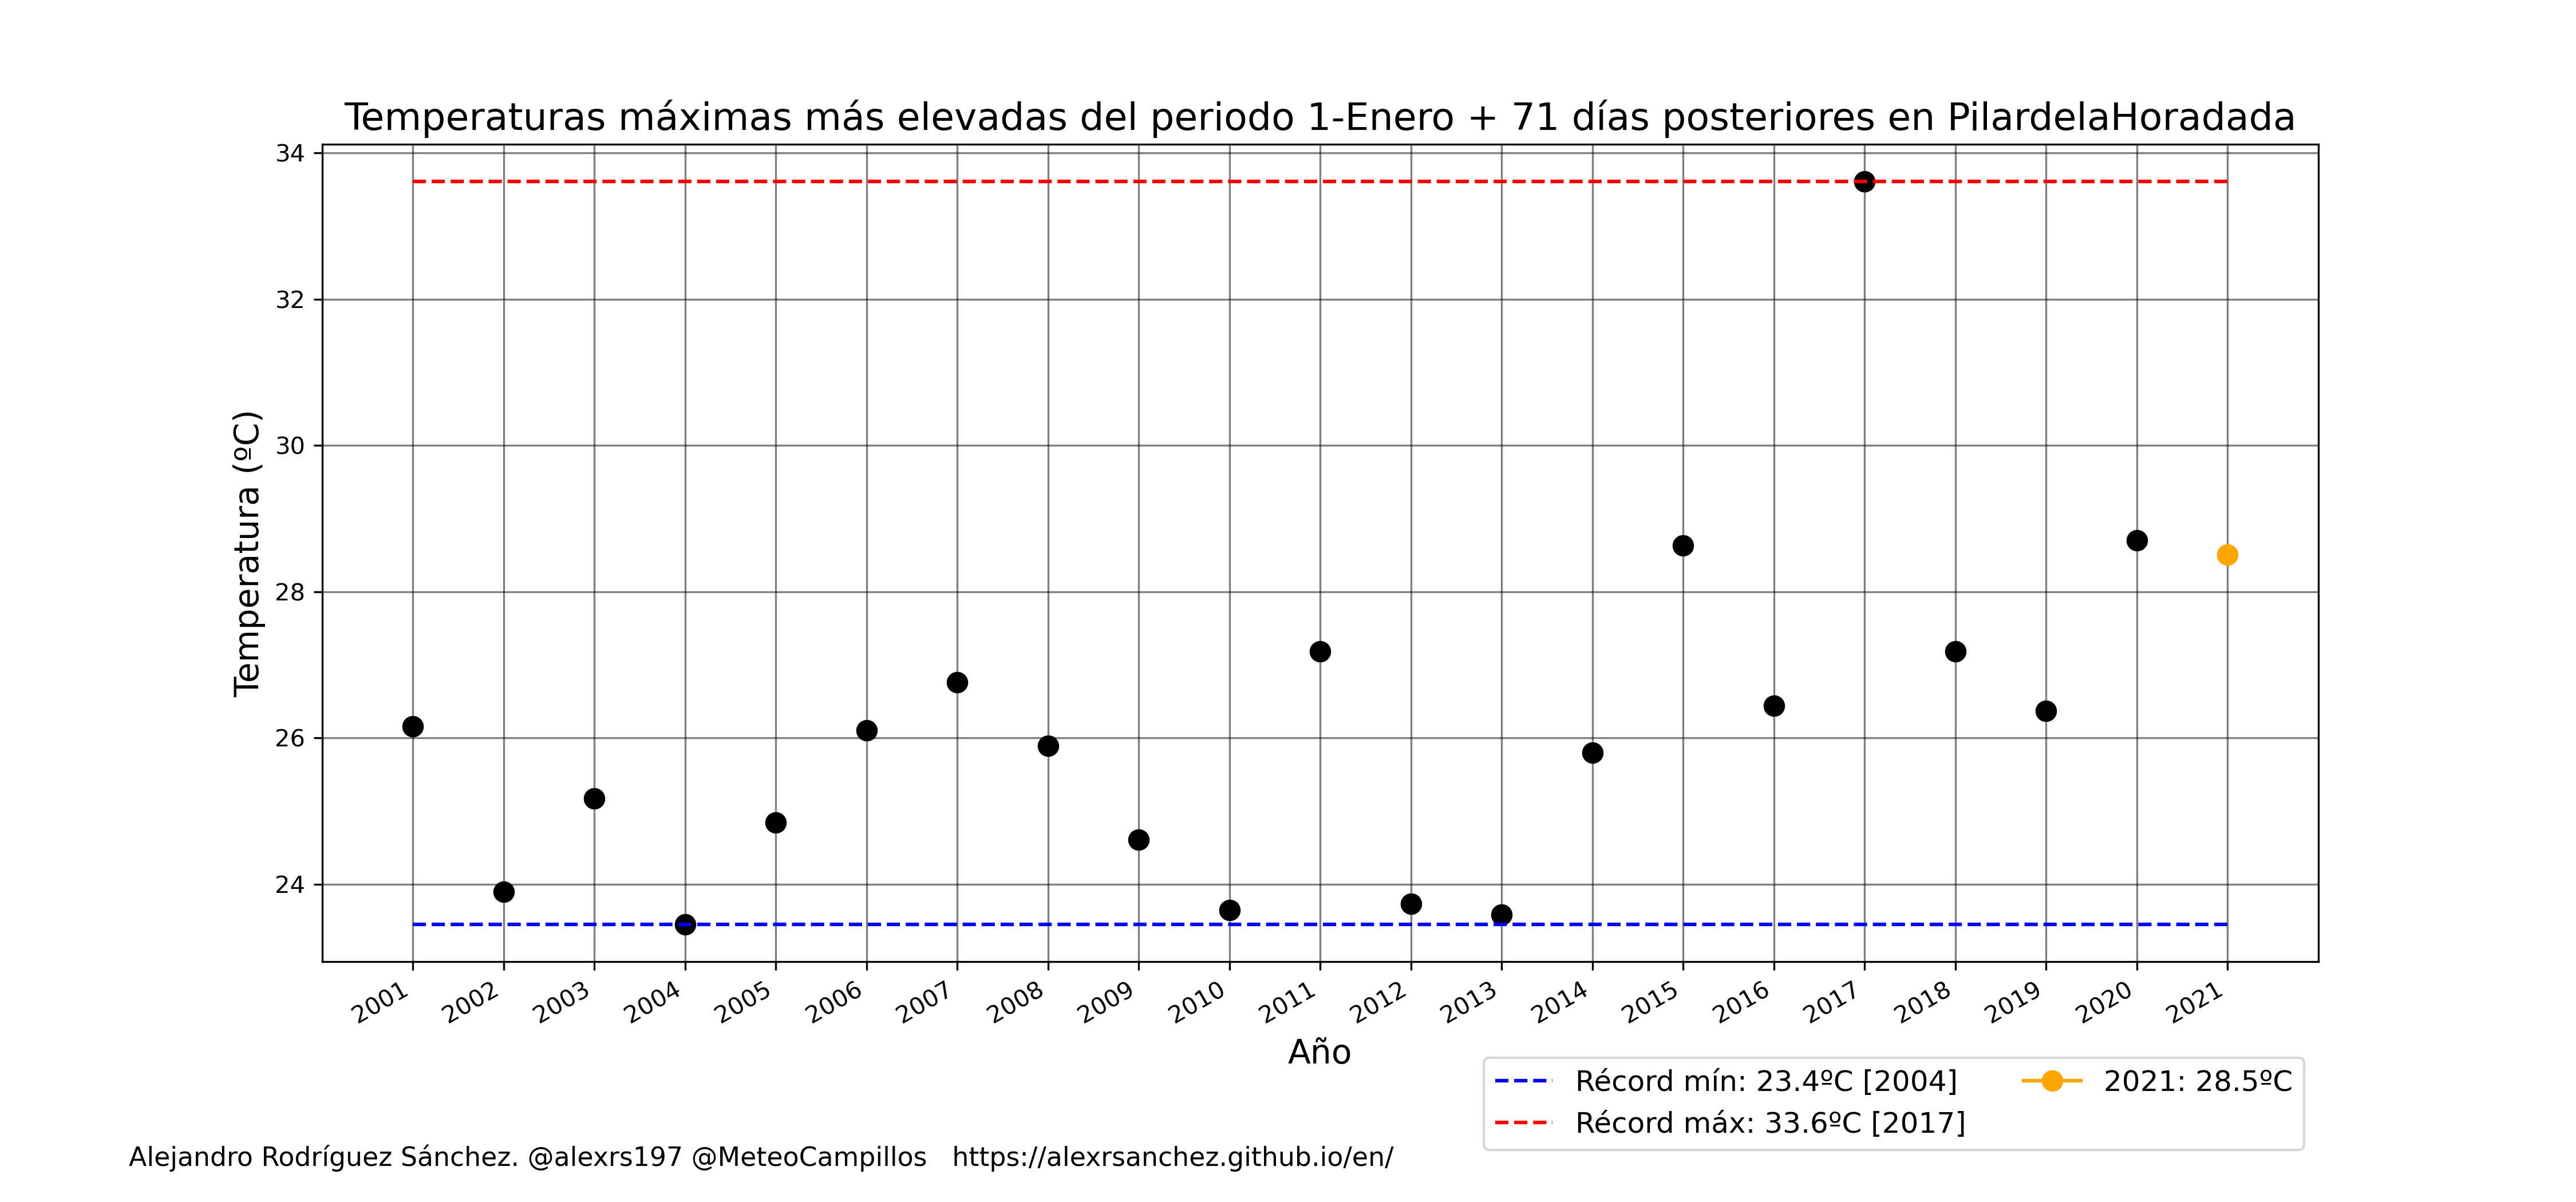 Temperaturas máximas más elevadas del periodo 1-Enero + 71 días posteriores en PilardelaHoradada
34
32
30
28
26
24
Temperatura (ºC)
2001 2002 2003 2004 2005 2006 2007 2008 2009 2010 2011 2012 2013 2014 2015 2016 2017 2018 2019 2020 2021
Año
Récord mín: 23.4ºC [2004]
Récord máx: 33.6ºC [2017]
2021: 28.5ºC
Alejandro Rodríguez Sánchez. @alexrs197 @MeteoCampillos https://alexrsanchez.github.io/en/